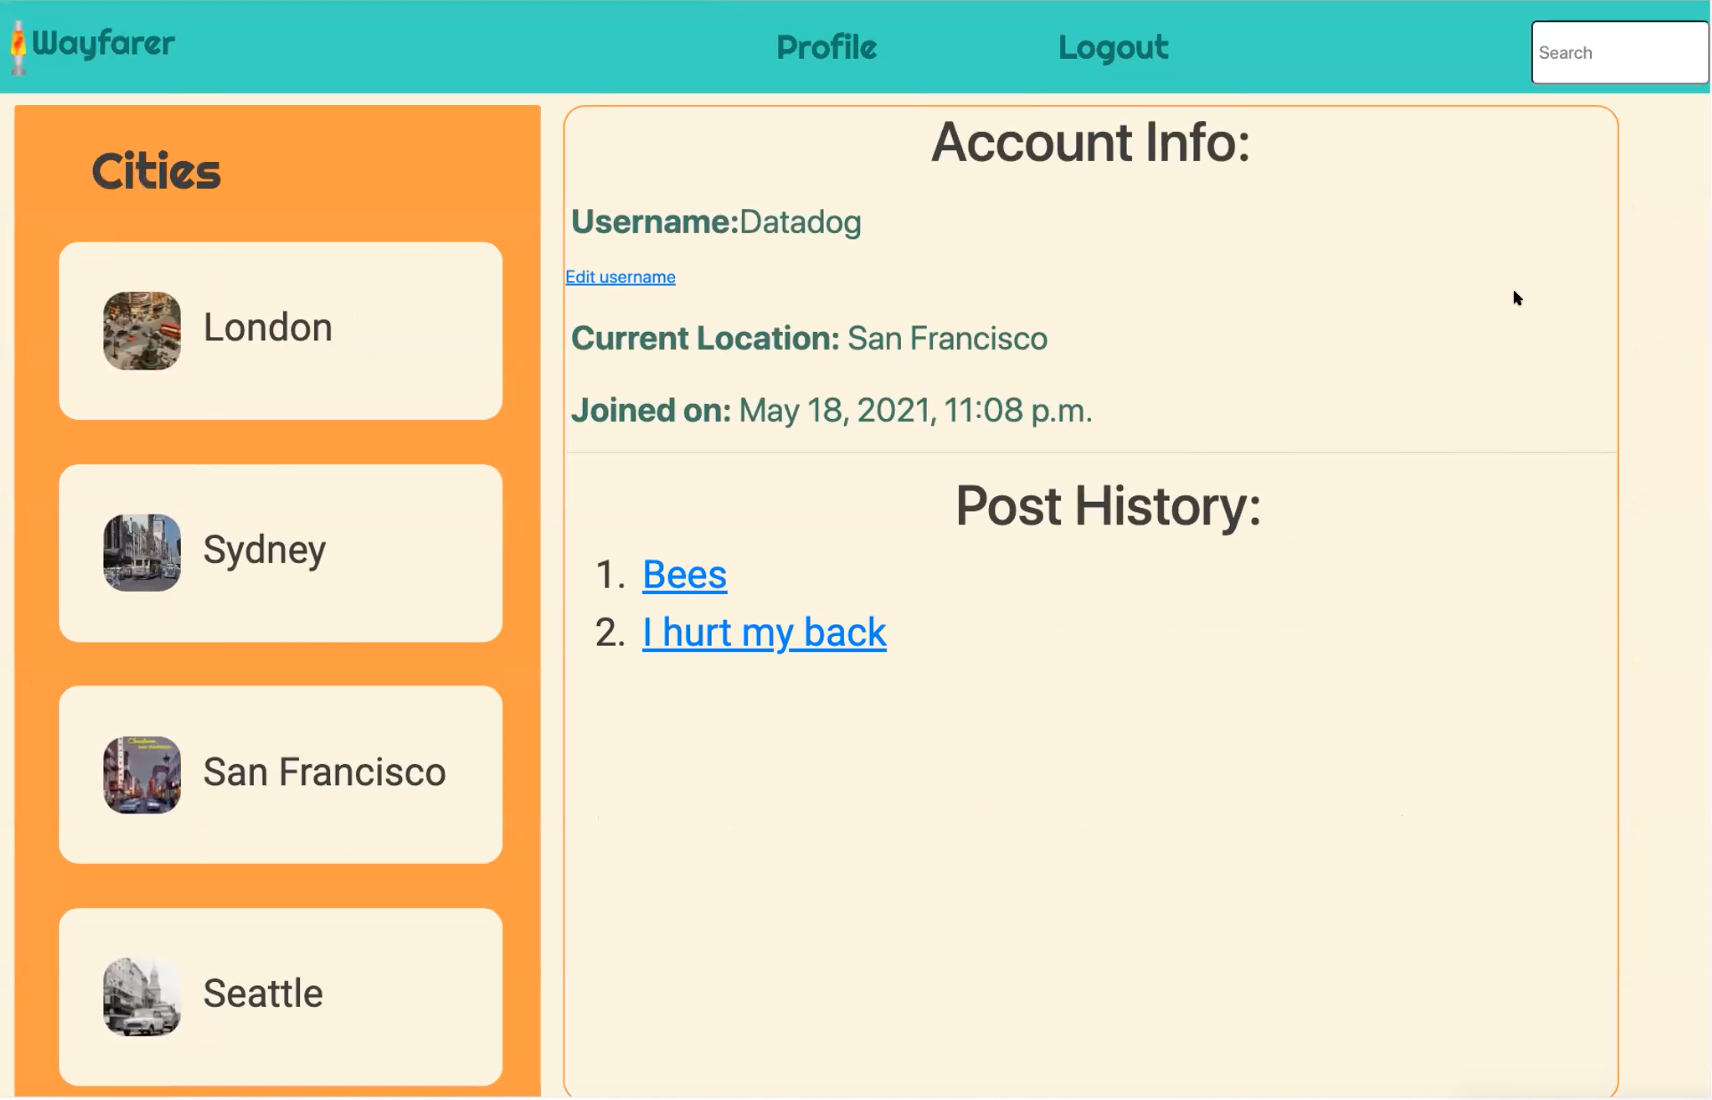 Wayfarer
Profile
Logout
Search
Cities
London
Sydney
San Francisco
Seattle
Account Info:
Username:Datadog
Edit username
Current Location: San Francisco
Joined on: May 18, 2021, 11:08 p.m.
Post History:
1. Bees
2. I hurt my back